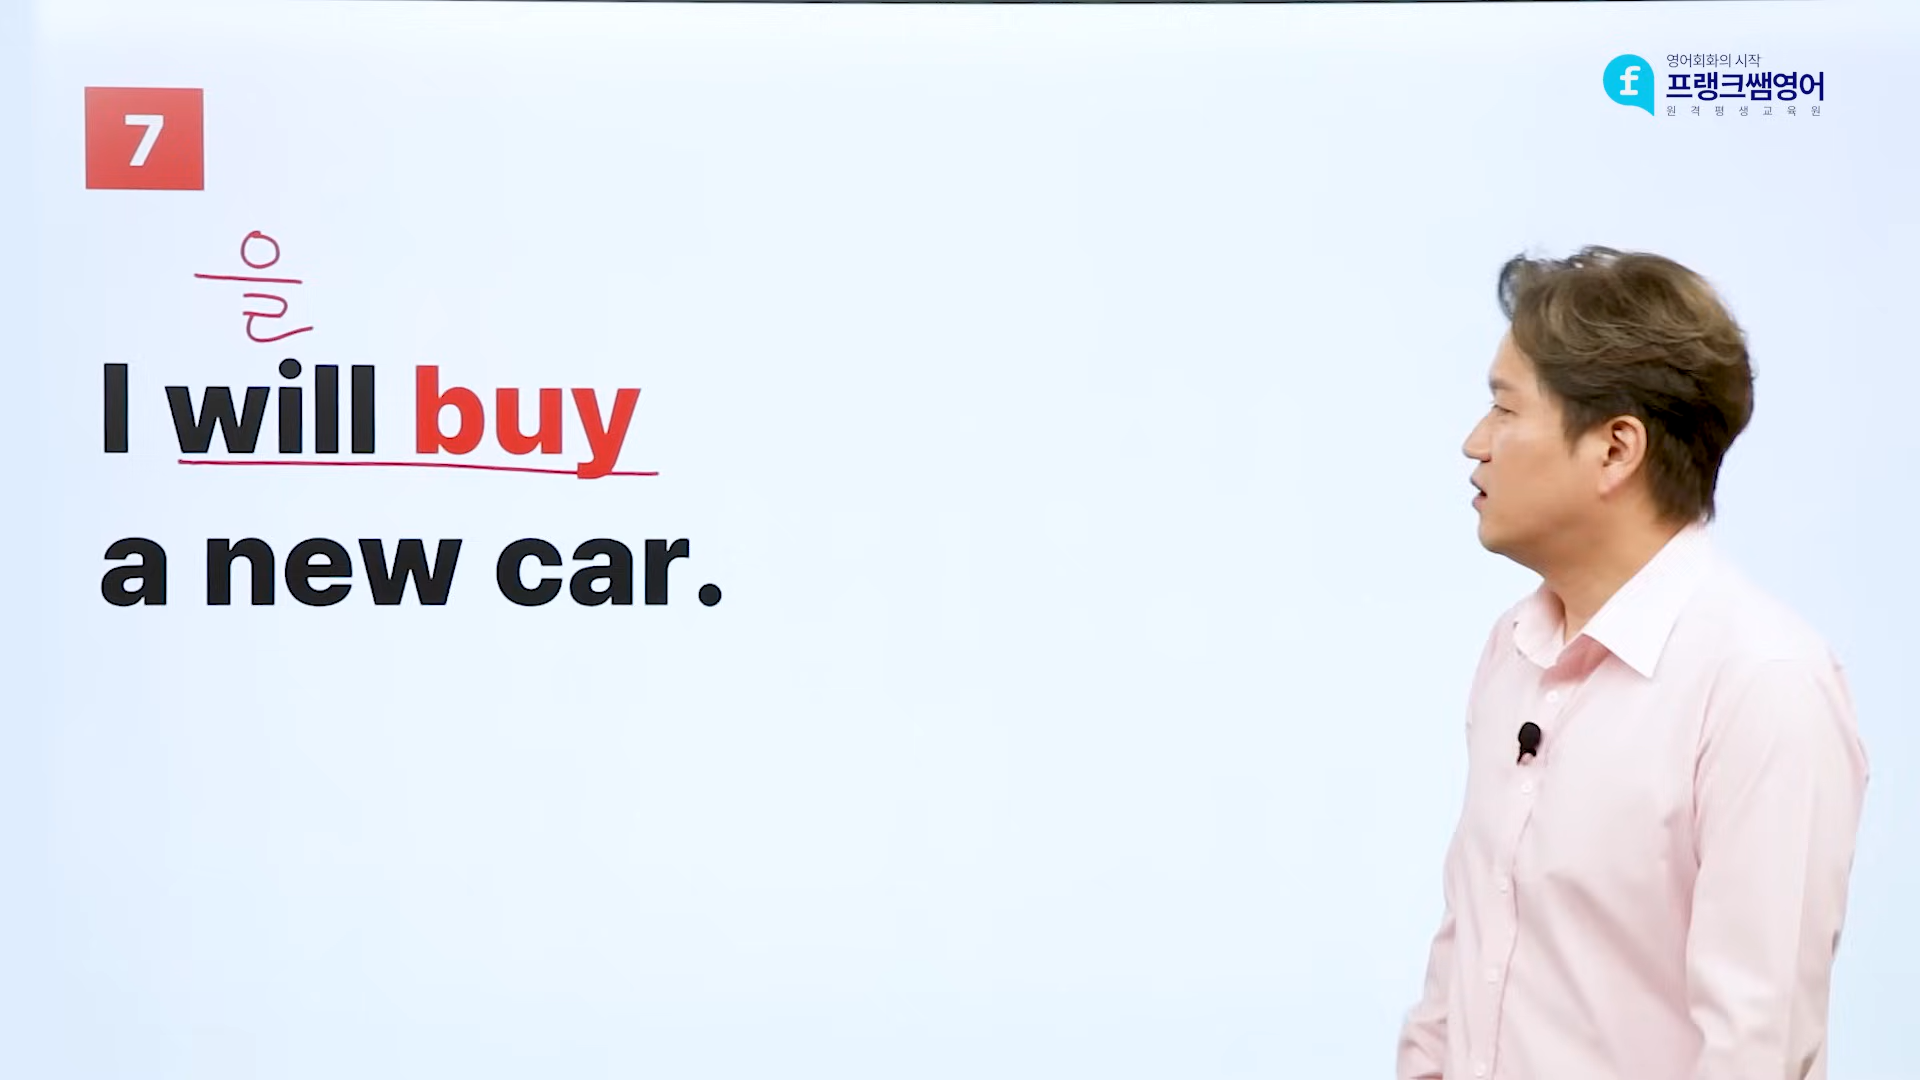 영어회화의 시작
프랭크쌤영어
원격평생교육원
7
을
I will buy
a new car.